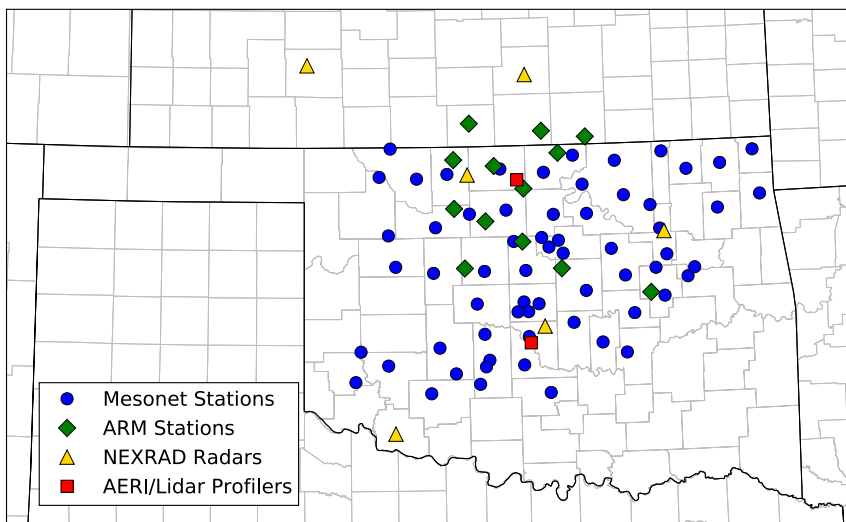 Mesonet Stations
ARM Stations
NEXRAD Radars
AERI/Lidar Profilers